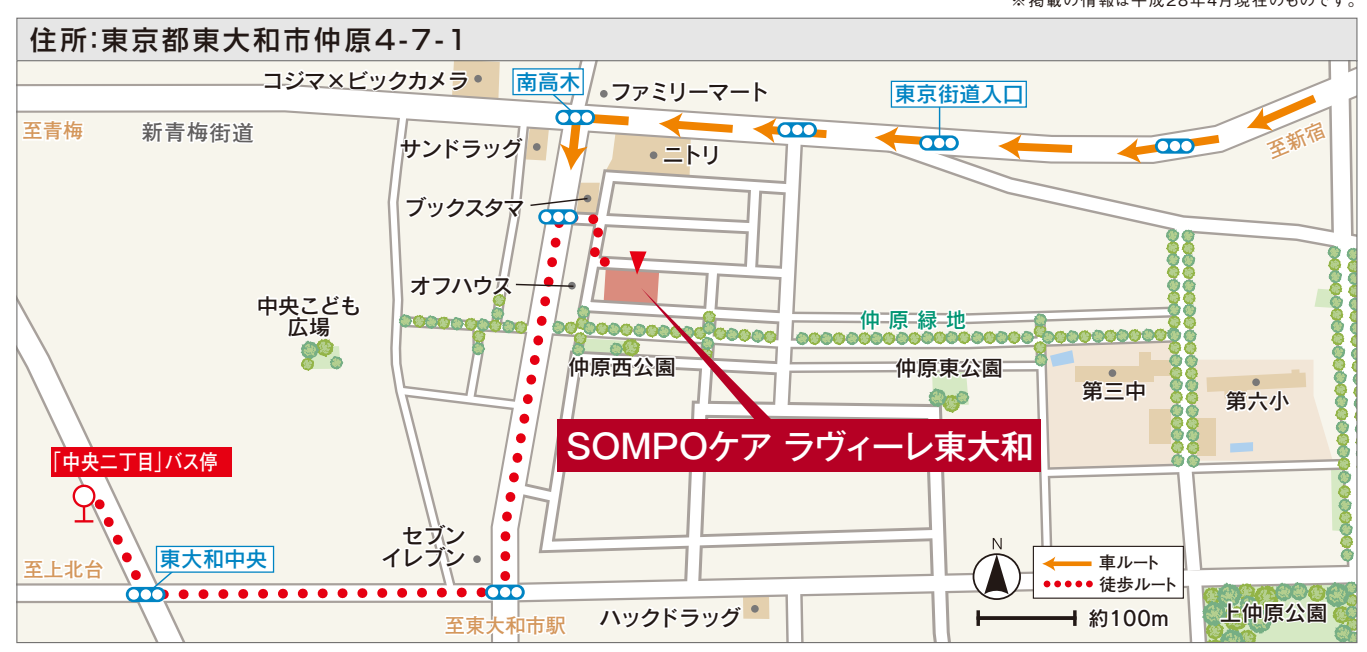 ※掲載の情報は平成28年4月現在のものです。
住所:東京都東大和市仲原4-7-1
コジマ×ビックカメラ
南高木
ファミリーマート
東京街道入口
至青梅
新青梅街道
サンドラッグ
ニトリ
至新宿
ブックスタマ
オフハウス
中央こども
広場
仲原緑地
仲原西公園
仲原東公園
第三中
第六小
SOMPOケア ラヴィーレ東大和
「中央二丁目」バス停
セブン
イレブン
至上北台
東大和中央
N
車ルート
徒歩ルート
至東大和市駅
ハックドラッグ
約100m
上仲原公園